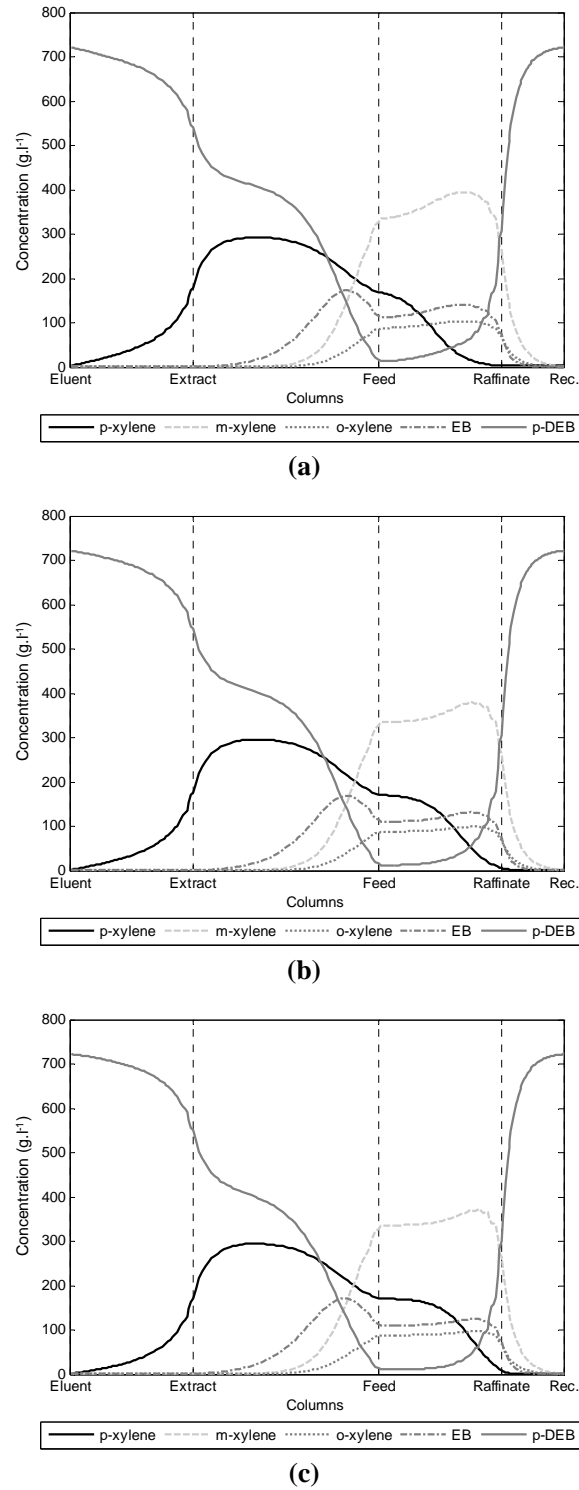 800
700
600
500
400
300
200
100
0
Concentration (g.l-1)
Eluent Extract Feed Raffinate Rec.
Columns
p-xylene m-xylene o-xylene EB p-DEB
(a)
800
700
600
500
400
300
200
100
0
Concentration (g.l-1)
Eluent Extract Feed Raffinate Rec.
Columns
p-xylene m-xylene o-xylene EB p-DEB
(b)
800
700
600
500
400
300
200
100
0
Concentration (g.l-1)
Eluent Extract Feed Raffinate Rec.
Columns
p-xylene m-xylene o-xylene EB p-DEB
(c)